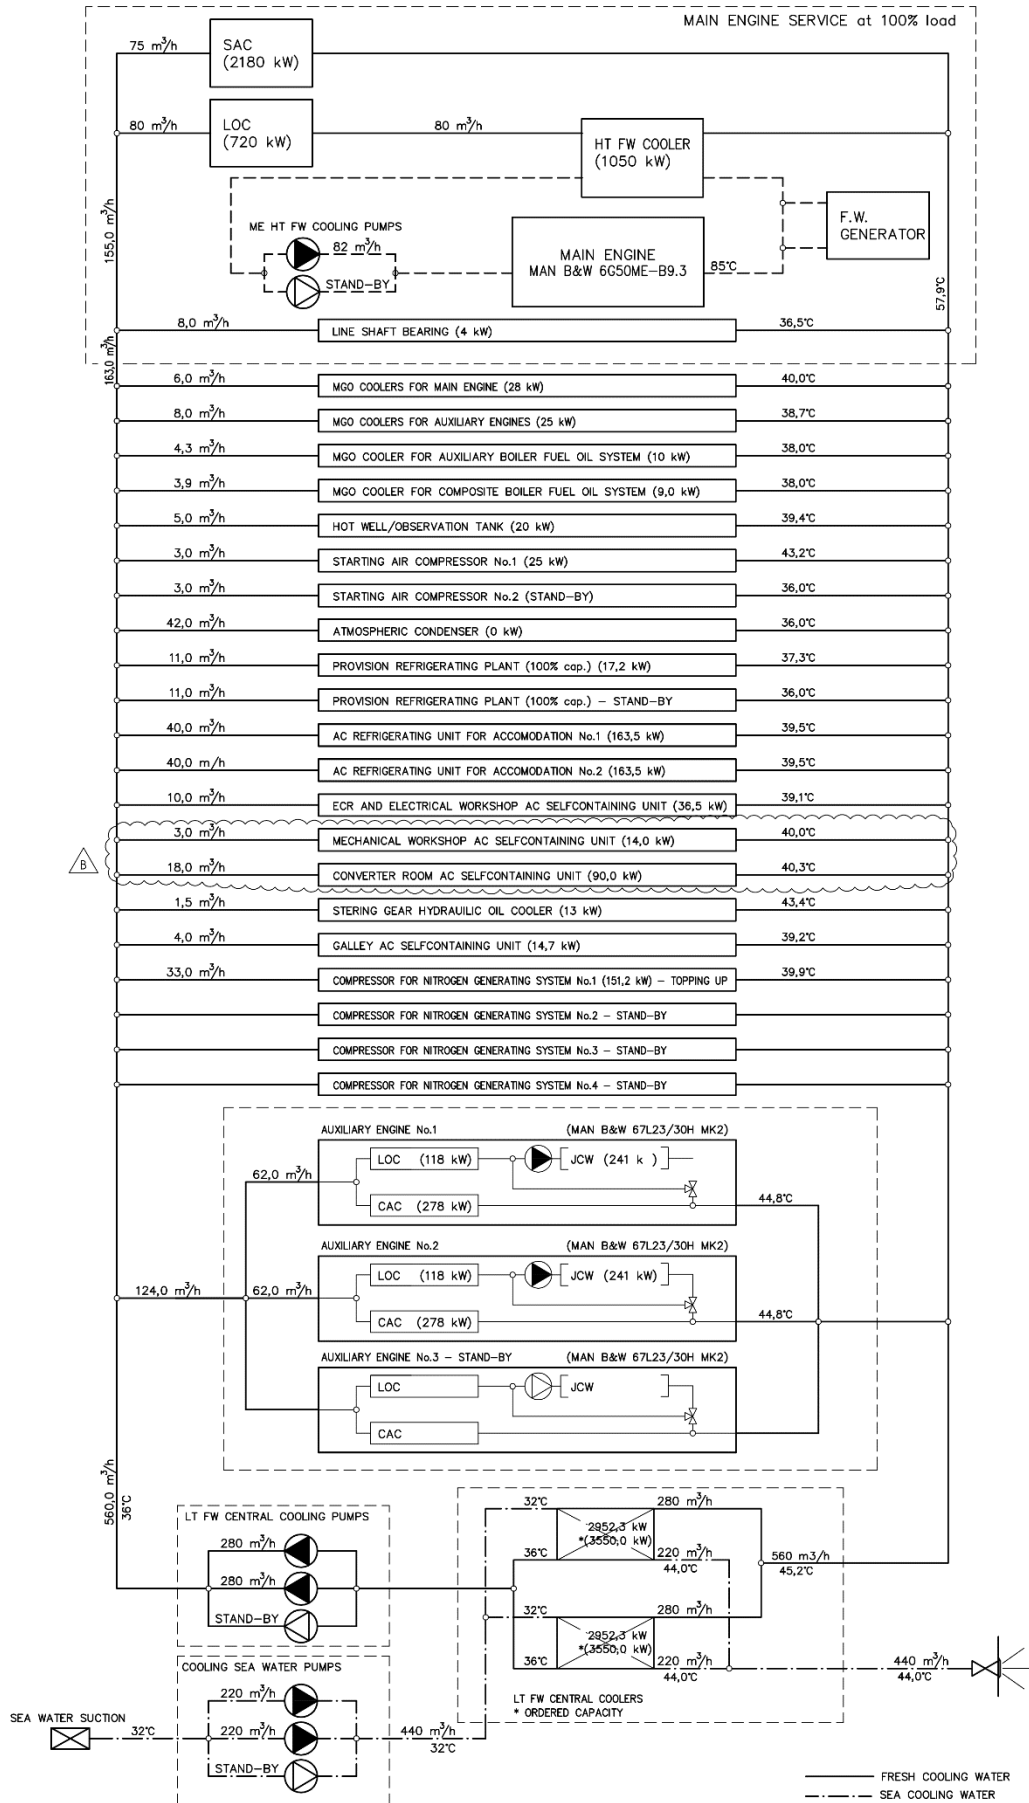 MAIN ENGINE SERVICE at 100% load
75 m³/h
SAC
(2180 kW)
80 m³/h
LOC
(720 kW)
80 m³/h
HT FW COOLER
(1050 kW)
155,0 m³/h
ME HT FW COOLING PUMPS
82 m³/h
STAND-BY
MAIN ENGINE
MAN B&W 6G50ME-B9.3
85°C
F.W.
GENERATOR
57,9°C
8,0 m³/h LINE SHAFT BEARING (4 kW) 36,5°C
163,0 m³/h
6,0 m³/h MGO COOLERS FOR MAIN ENGINE (28 kW) 40,0°C
8,0 m³/h MGO COOLERS FOR AUXILIARY ENGINES (25 kW) 38,7°C
4,3 m³/h MGO COOLER FOR AUXILIARY BOILER FUEL OIL SYSTEM (10 kW) 38,0°C
3,9 m³/h MGO COOLER FOR COMPOSITE BOILER FUEL OIL SYSTEM (9,0 kW) 38,0°C
5,0 m³/h HOT WELL/OBSERVATION TANK (20 kW) 39,4°C
3,0 m³/h STARTING AIR COMPRESSOR No.1 (25 kW) 43,2°C
3,0 m³/h STARTING AIR COMPRESSOR No.2 (STAND-BY) 36,0°C
42,0 m³/h ATMOSPHERIC CONDENSER (0 kW) 36,0°C
11,0 m³/h PROVISION REFRIGERATING PLANT (100% cap.) (17,2 kW) 37,3°C
11,0 m³/h PROVISION REFRIGERATING PLANT (100% cap.) - STAND-BY 36,0°C
40,0 m³/h AC REFRIGERATING UNIT FOR ACCOMODATION No.1 (163,5 kW) 39,5°C
40,0 m/h AC REFRIGERATING UNIT FOR ACCOMODATION No.2 (163,5 kW) 39,5°C
10,0 m³/h ECR AND ELECTRICAL WORKSHOP AC SELFCONTAINING UNIT (36,5 kW) 39,1°C
3,0 m³/h MECHANICAL WORKSHOP AC SELFCONTAINING UNIT (14,0 kW) 40,0°C
B
18,0 m³/h CONVERTER ROOM AC SELFCONTAINING UNIT (90,0 kW) 40,3°C
1,5 m³/h STERING GEAR HYDRAUILIC OIL COOLER (13 kW) 43,4°C
4,0 m³/h GALLEY AC SELFCONTAINING UNIT (14,7 kW) 39,2°C
33,0 m³/h COMPRESSOR FOR NITROGEN GENERATING SYSTEM No.1 (151,2 kW) - TOPPING UP 39,9°C
COMPRESSOR FOR NITROGEN GENERATING SYSTEM No.2 - STAND-BY
COMPRESSOR FOR NITROGEN GENERATING SYSTEM No.3 - STAND-BY
COMPRESSOR FOR NITROGEN GENERATING SYSTEM No.4 - STAND-BY
AUXILIARY ENGINE No.1 (MAN B&W 67L23/30H MK2)
62,0 m³/h
LOC (118 kW) JCW (241 k )
CAC (278 kW)
44,8°C
AUXILIARY ENGINE No.2 (MAN B&W 67L23/30H MK2)
124,0 m³/h
62,0 m³/h
LOC (118 kW) JCW (241 kW)
CAC (278 kW)
44,8°C
AUXILIARY ENGINE No.3 - STAND-BY (MAN B&W 67L23/30H MK2)
LOC JCW
CAC
560,0 m³/h
36°C
LT FW CENTRAL COOLING PUMPS
280 m³/h
280 m³/h
STAND-BY
32°C
2952,3 kW
*(3550,0 kW)
280 m³/h
36°C
220 m³/h
44,0°C
560 m3/h
45,2°C
32°C
2952,3 kW
*(3550,0 kW)
280 m³/h
36°C
220 m³/h
44,0°C
440 m³/h
44,0°C
LT FW CENTRAL COOLERS
* ORDERED CAPACITY
COOLING SEA WATER PUMPS
220 m³/h
220 m³/h
STAND-BY
SEA WATER SUCTION
32°C
440 m³/h
32°C
FRESH COOLING WATER
SEA COOLING WATER